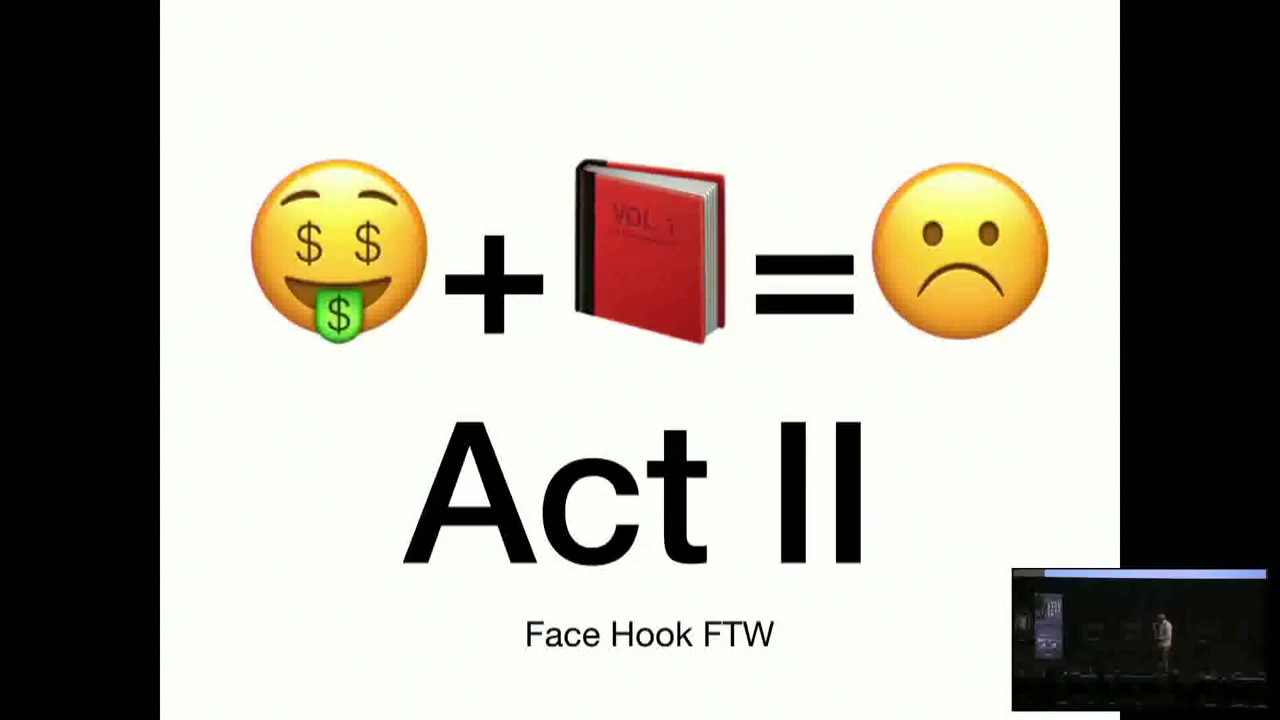 $ $
$
VOL 1
+ =
Act II
Face Hook FTW